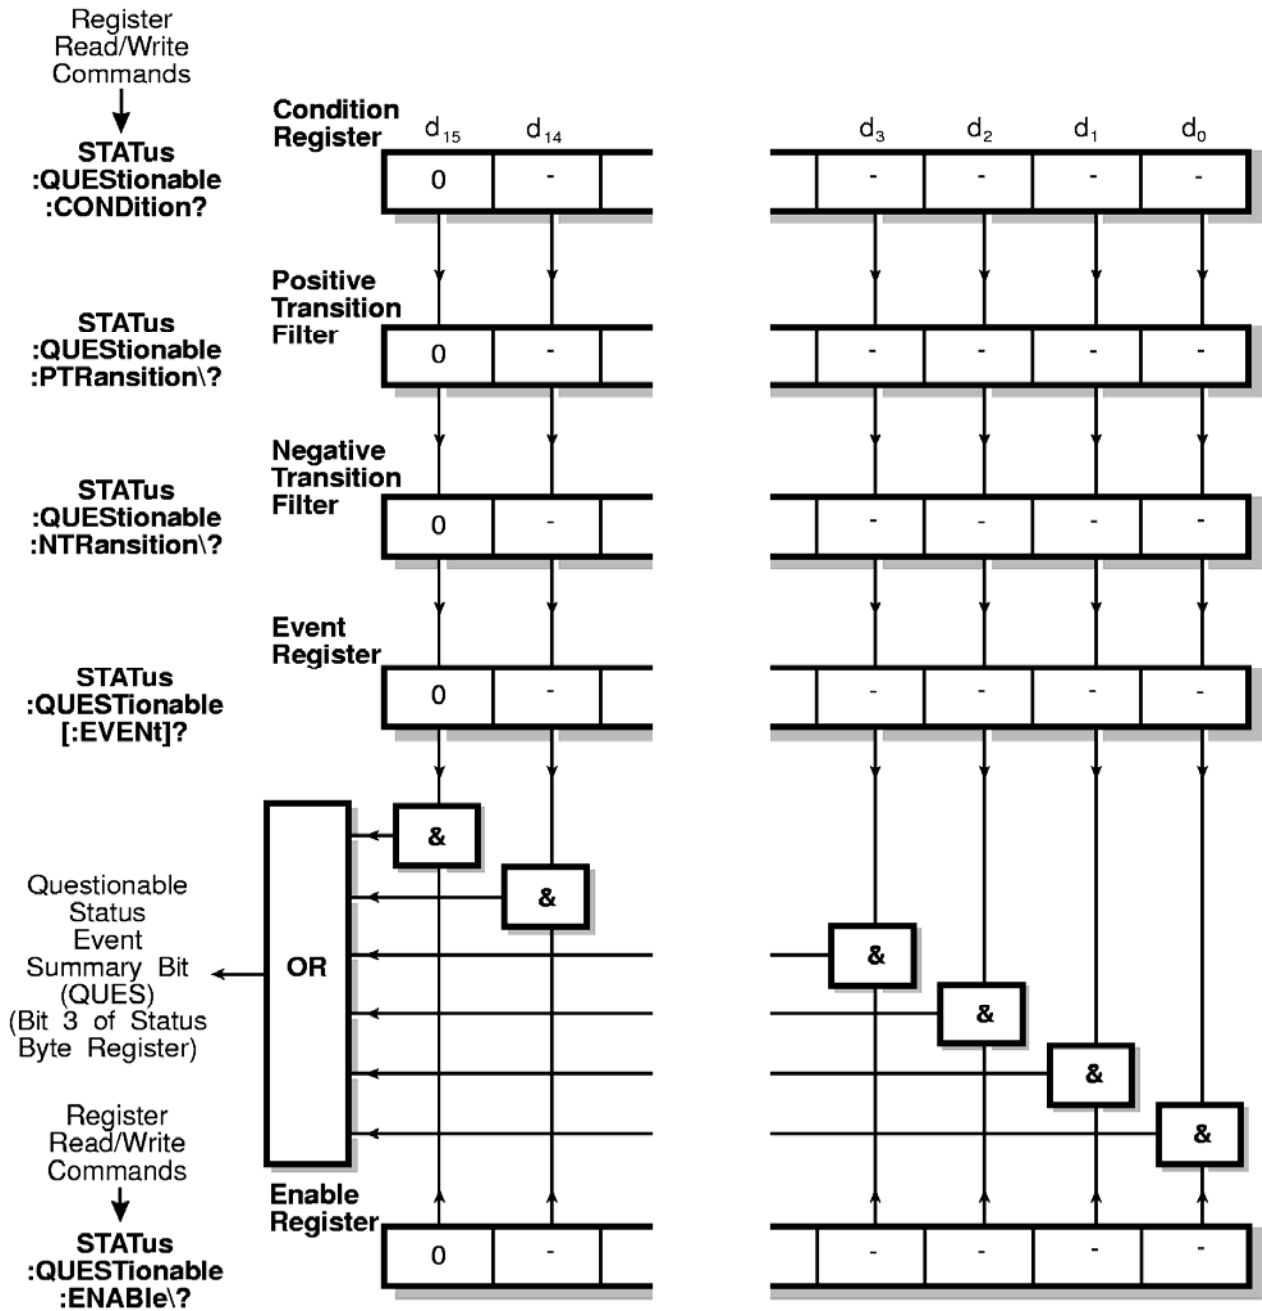 Register
Read/Write
Commands
Condition
Register
d15 d14 d3 d2 d1 d0
STATus
:QUEStionable
:CONDition?
0 - - - - -
Positive
Transition
Filter
STATus
:QUEStionable
:PTRansition\?
0 - - - - -
Negative
Transition
Filter
STATus
:QUEStionable
:NTRansition\?
0 - - - - -
Event
Register
STATus
:QUESTionable
[:EVENt]?
0 - - - - -
&
&
&
&
&
&
OR
Questionable
Status
Event
Summary Bit
(QUES)
(Bit 3 of Status
Byte Register)
Register
Read/Write
Commands
Enable
Register
STATus
:QUESTionable
:ENABle\?
0 - - - - -